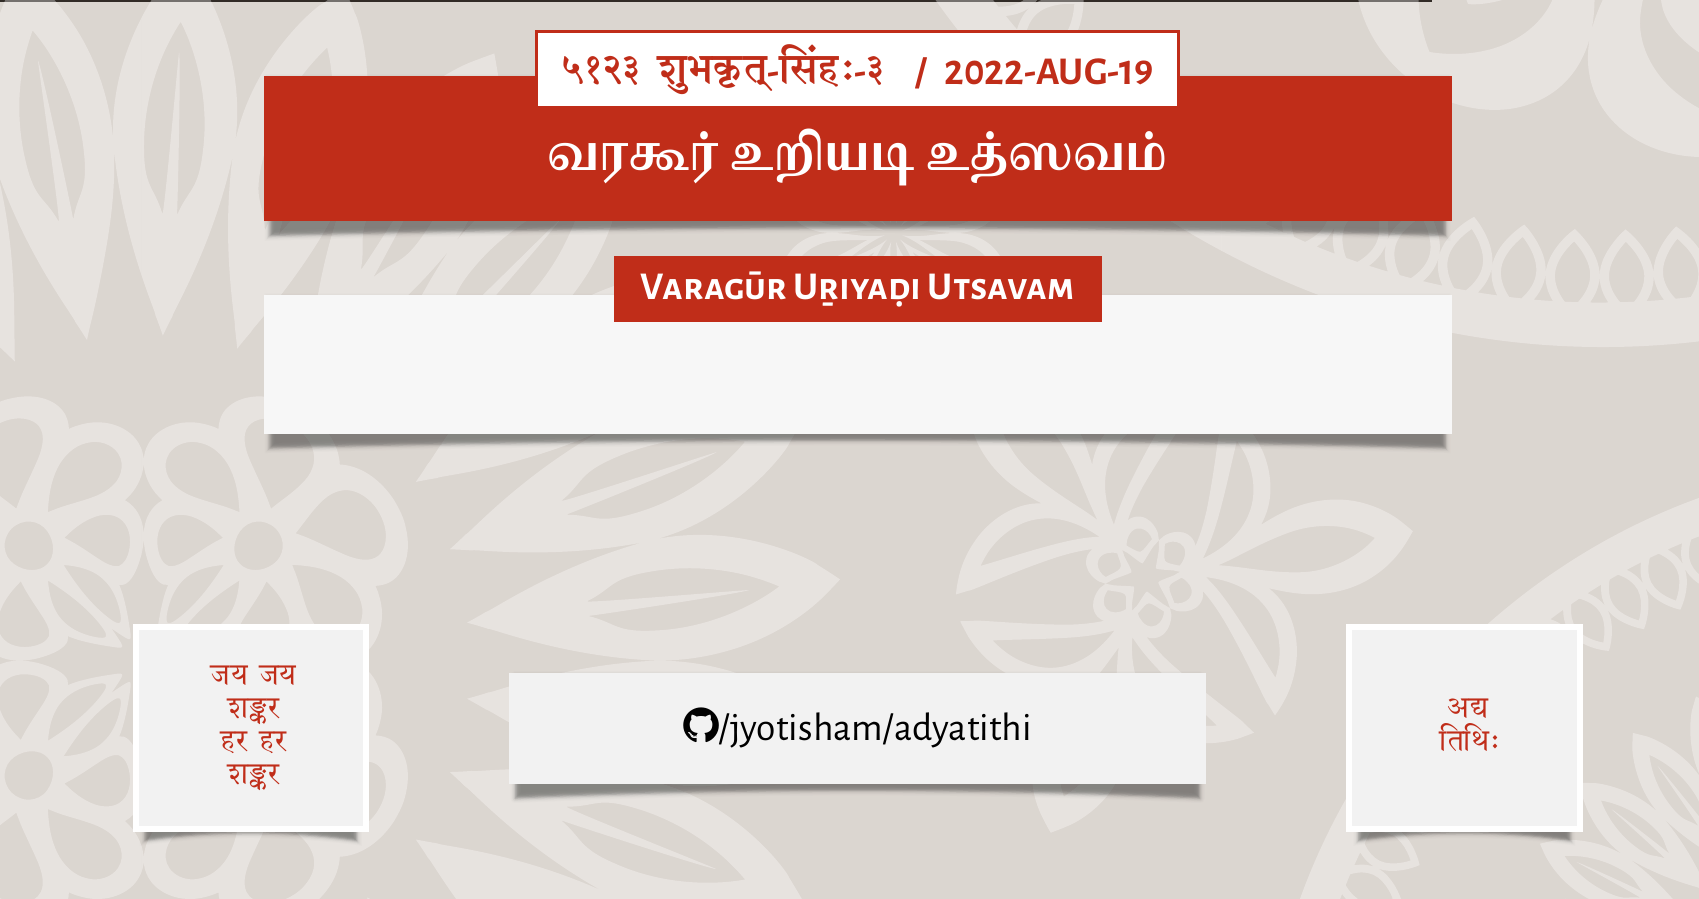 ५१२३ शुभकृत्-सिंहः-३ / 2022-AUG-19
வரகூர் உறியடி உத்ஸவம்
Varagūr Uṟiyaḍi Utsavam
जय जय
शङ्कर
हर हर
शङ्कर
/jyotisham/adyatithi
अद्य
तिथिः